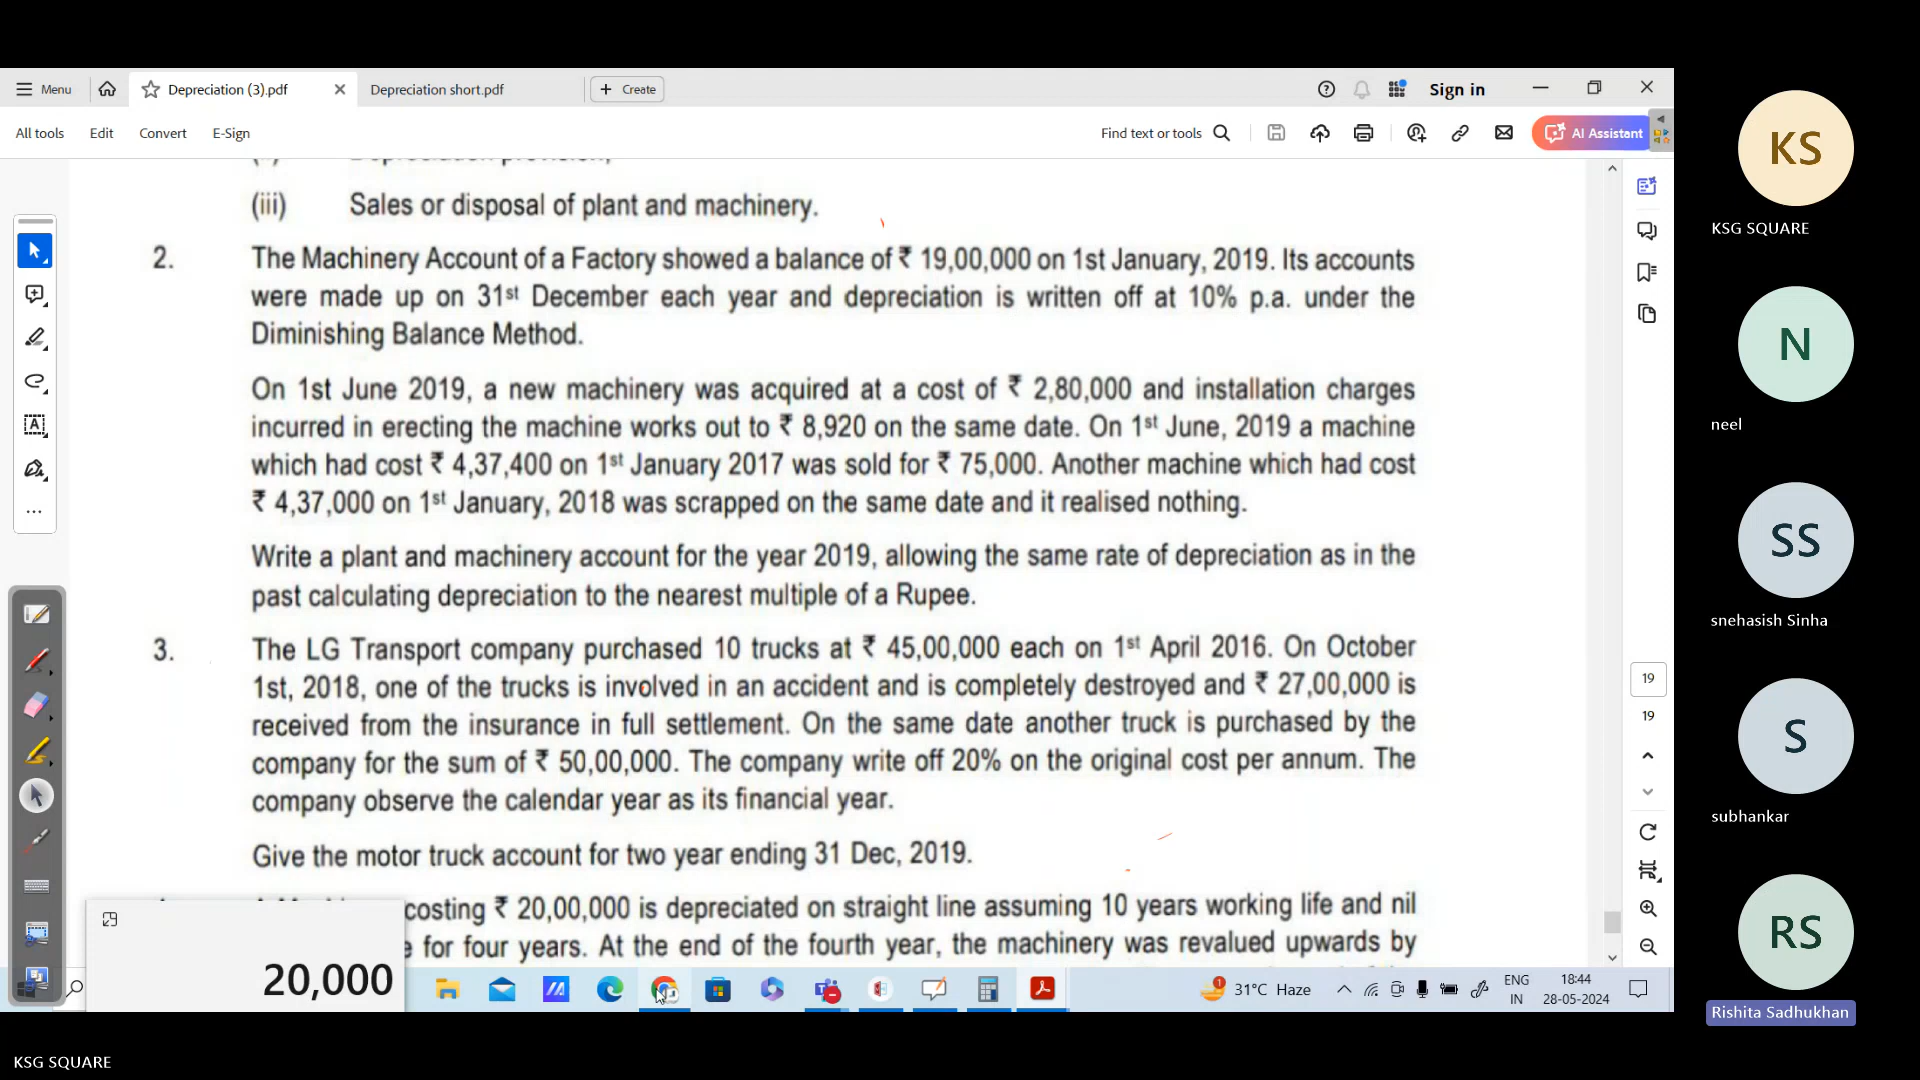 Menu
Depreciation (3).pdf
Depreciation short.pdf
Create
Sign in
All tools
Edit
Convert
E-Sign
Find text or tools
AI Assistant
Depreciation provision,
(iii) Sales or disposal of plant and machinery.
2. The Machinery Account of a Factory showed a balance of ₹ 19,00,000 on 1st January, 2019. Its accounts
were made up on 31st December each year and depreciation is written off at 10% p.a. under the
Diminishing Balance Method.
On 1st June 2019, a new machinery was acquired at a cost of ₹ 2,80,000 and installation charges
incurred in erecting the machine works out to ₹ 8,920 on the same date. On 1st June, 2019 a machine
which had cost ₹ 4,37,400 on 1st January 2017 was sold for ₹ 75,000. Another machine which had cost
₹ 4,37,000 on 1st January, 2018 was scrapped on the same date and it realised nothing.
Write a plant and machinery account for the year 2019, allowing the same rate of depreciation as in the
past calculating depreciation to the nearest multiple of a Rupee.
3. The LG Transport company purchased 10 trucks at ₹ 45,00,000 each on 1st April 2016. On October
1st, 2018, one of the trucks is involved in an accident and is completely destroyed and ₹ 27,00,000 is
received from the insurance in full settlement. On the same date another truck is purchased by the
company for the sum of ₹ 50,00,000. The company write off 20% on the original cost per annum. The
company observe the calendar year as its financial year.
Give the motor truck account for two year ending 31 Dec, 2019.
costing ₹ 20,00,000 is depreciated on straight line assuming 10 years working life and nil
e for four years. At the end of the fourth year, the machinery was revalued upwards by
20,000
19
19
31°C Haze
ENG
IN
18:44
28-05-2024
KS
KSG SQUARE
N
neel
SS
snehasish Sinha
S
subhankar
RS
Rishita Sadhukhan
KSG SQUARE